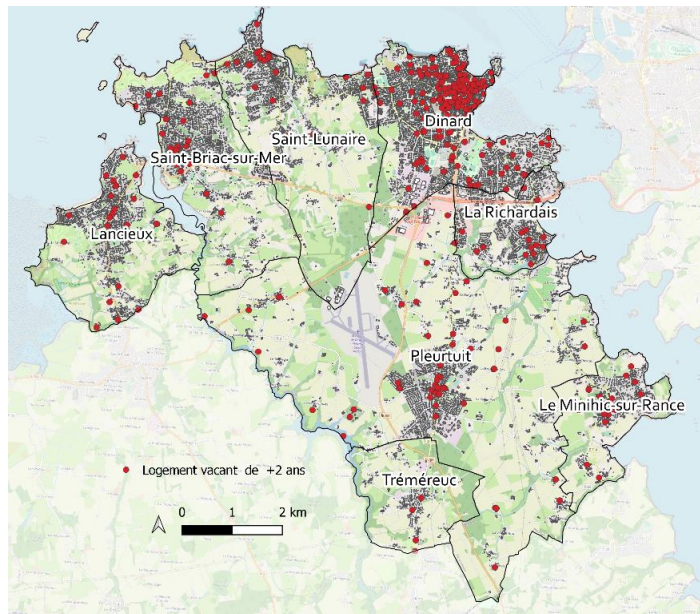 Dinard
Saint-Lunaire
Saint-Briac-sur-Mer
La Richardais
Lancieux
Pleurtuit
Le Minihic-sur-Rance
Logement vacant de +2 ans
Tréméreuc
0 1 2 km